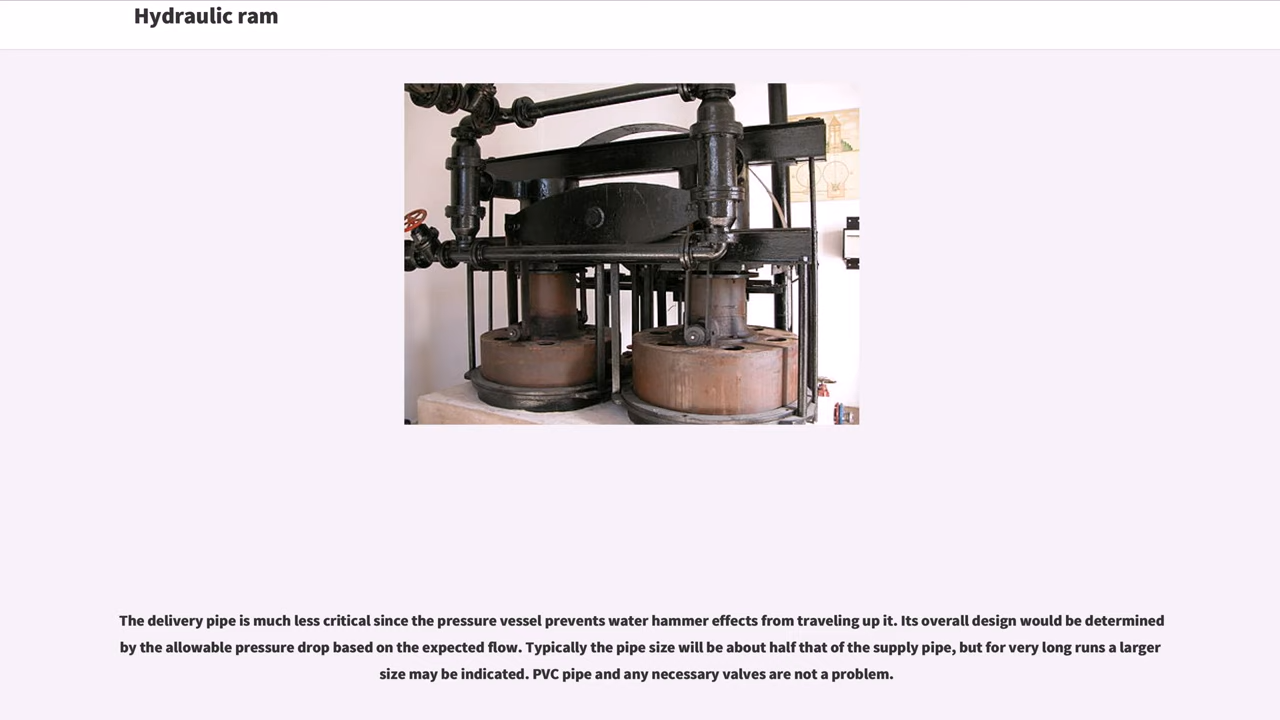 Hydraulic ram
The delivery pipe is much less critical since the pressure vessel prevents water hammer effects from traveling up it. Its overall design would be determined
by the allowable pressure drop based on the expected flow. Typically the pipe size will be about half that of the supply pipe, but for very long runs a larger
size may be indicated. PVC pipe and any necessary valves are not a problem.